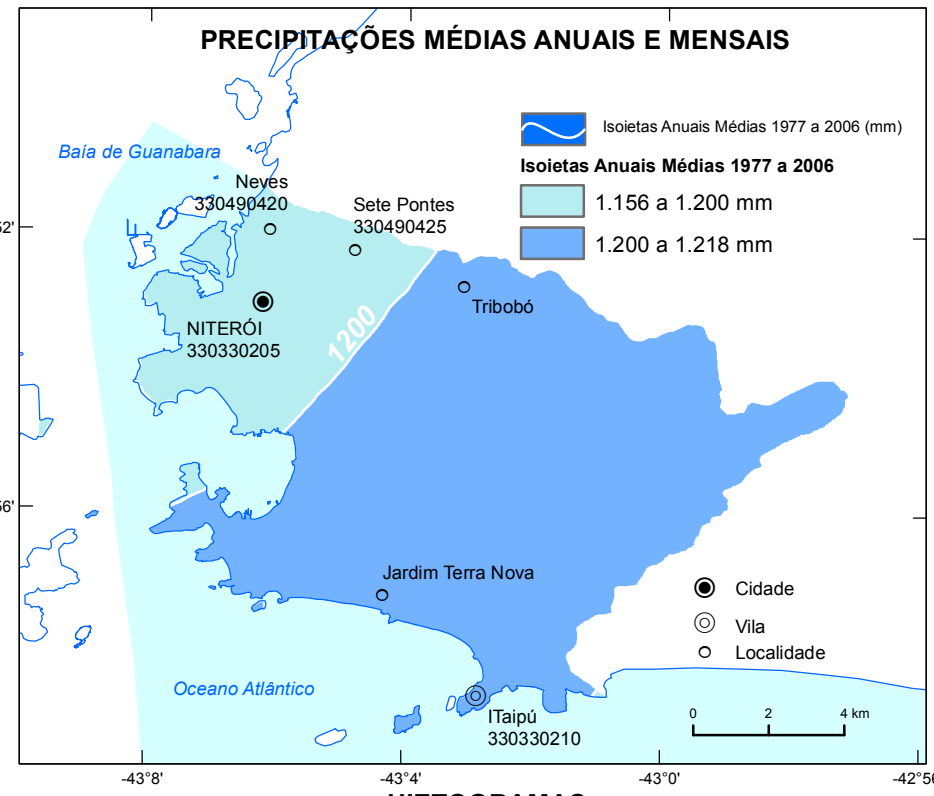 PRECIPITAÇÕES MÉDIAS ANUAIS E MENSAIS
Isoietas Anuais Médias 1977 a 2006 (mm)
Isoietas Anuais Médias 1977 a 2006
1.156 a 1.200 mm
1.200 a 1.218 mm
Baía de Guanabara
Neves
330490420
Sete Pontes
330490425
52'
Tribobó
NITERÓI
330330205
1200
56'
Jardim Terra Nova
Cidade
Vila
Localidade
Oceano Atlântico
ITaipú
330330210
0 2 4 km
-43°8' -43°4' -43°0'